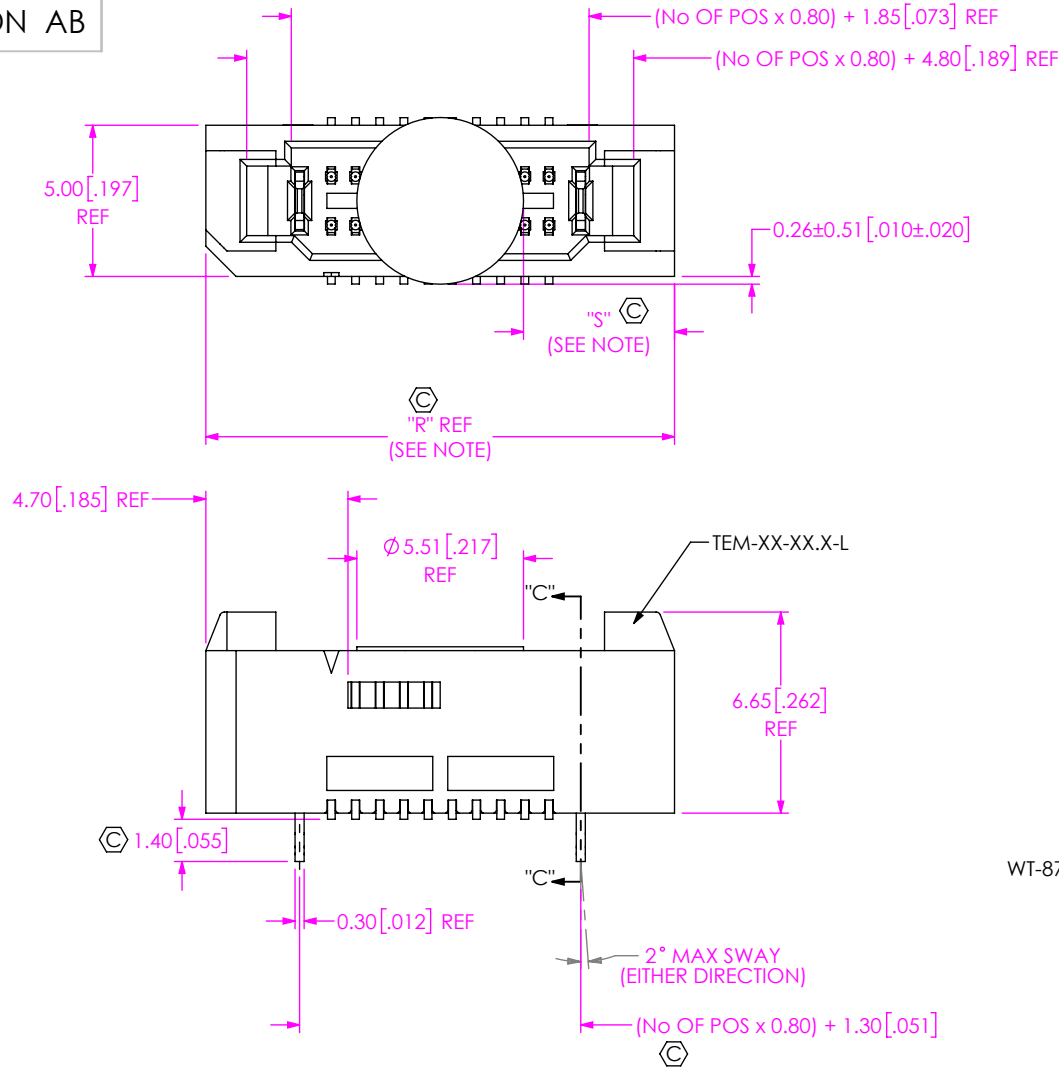 ON AB
(No OF POS x 0.80) + 1.85[.073] REF
(No OF POS x 0.80) + 4.80[.189] REF
5.00[.197]
REF
0.26±0.51[.010±.020]
"S" C
(SEE NOTE)
C
"R" REF
(SEE NOTE)
4.70[.185] REF
Ø5.51[.217]
REF
TEM-XX-XX.X-L
"C"
6.65[.262]
REF
C 1.40[.055]
"C"
WT-87
0.30[.012] REF
2° MAX SWAY
(EITHER DIRECTION)
(No OF POS x 0.80) + 1.30[.051]
C